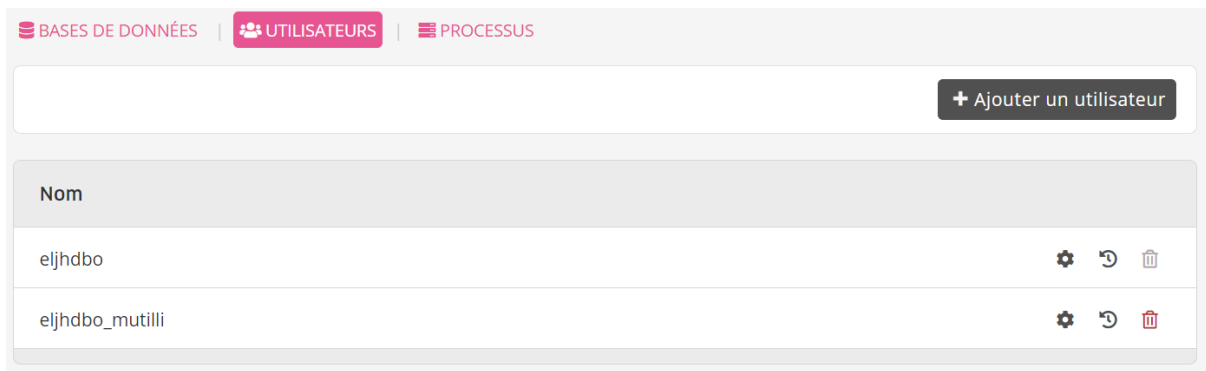 BASES DE DONNÉES | UTILISATEURS | PROCESSUS
+ Ajouter un utilisateur
Nom
eljhdbo
eljhdbo_mutilli